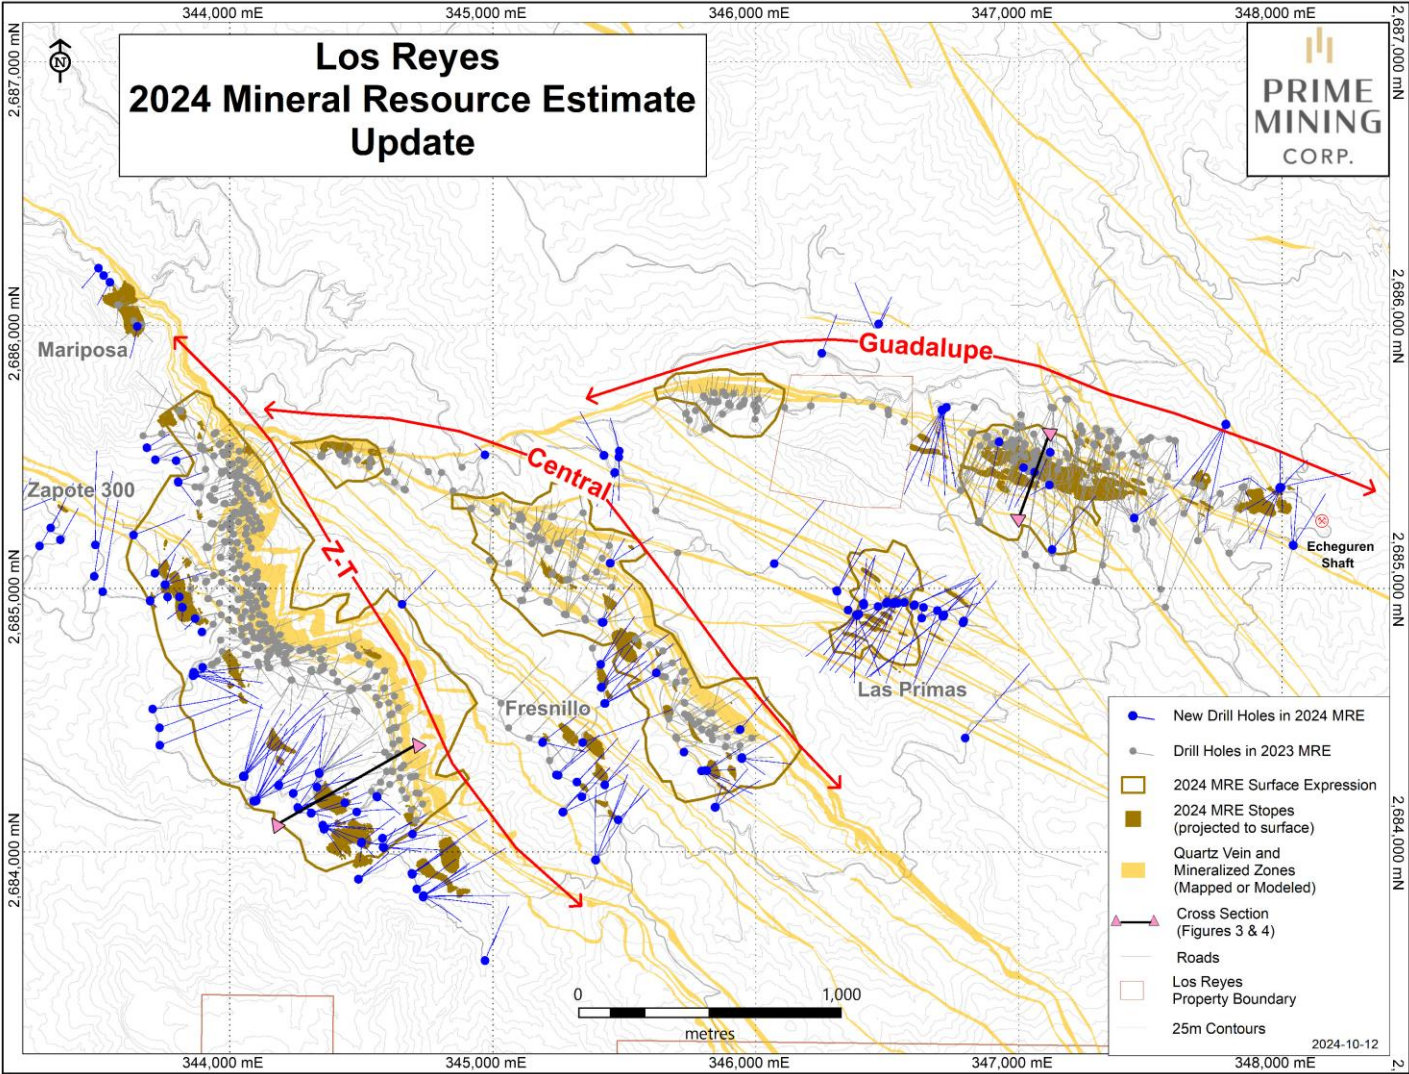 344,000 mE
345,000 mE
346,000 mE
347,000 mE
348,000 mE
2,687,000 mN
2,687,000 mN
N
Los Reyes
2024 Mineral Resource Estimate
Update
PRIME
MINING
CORP.
2,686,000 mN
2,686,000 mN
Mariposa
Guadalupe
Central
Zapote 300
Z-T
Echeguren
Shaft
2,685,000 mN
2,685,000 mN
Las Primas
Fresnillo
New Drill Holes in 2024 MRE
Drill Holes in 2023 MRE
2024 MRE Surface Expression
2024 MRE Stopes
(projected to surface)
Quartz Vein and
Mineralized Zones
(Mapped or Modeled)
Cross Section
(Figures 3 & 4)
Roads
Los Reyes
Property Boundary
25m Contours
2024-10-12
2,684,000 mN
2,684,000 mN
0
1,000
metres
344,000 mE
345,000 mE
346,000 mE
347,000 mE
348,000 mE
2,